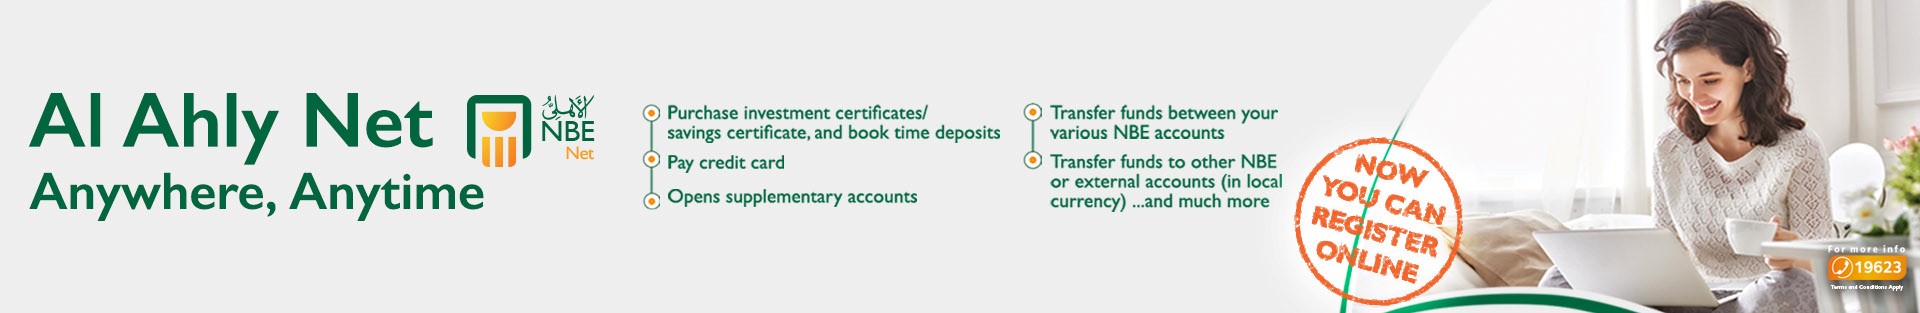 Al Ahly Net
Anywhere, Anytime
الأهلي
NBE
Net
Purchase investment certificates/
savings certificate, and book time deposits
Pay credit card
Opens supplementary accounts
Transfer funds between your
various NBE accounts
Transfer funds to other NBE
or external accounts (in local
currency) ...and much more
NOW
YOU CAN
REGISTER
ONLINE
For more info
19623
Terms and Conditions Apply